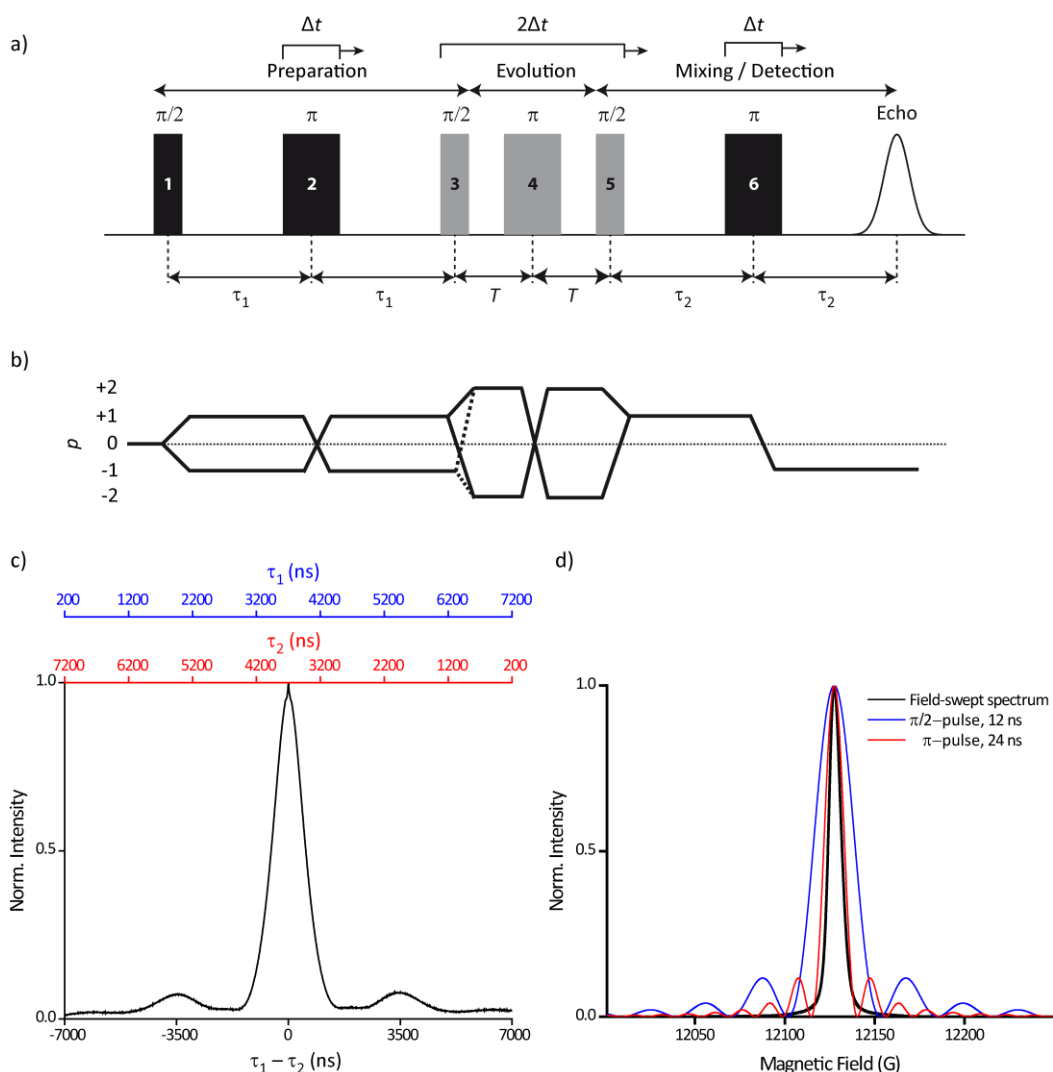 a)
Δt 2Δt Δt
Preparation Evolution Mixing / Detection
π/2 π π/2 π π/2 π Echo
1 2 3 4 5 6
τ1 τ1 T T τ2 τ2
b)
+2
+1
0
-1
-2
p
c)
τ1 (ns)
200 1200 2200 3200 4200 5200 6200 7200
τ2 (ns)
7200 6200 5200 4200 3200 2200 1200 200
1.0
0.5
0.0
Norm. Intensity
-7000 -3500 0 3500 7000
τ1 − τ2 (ns)
d)
1.0
0.5
0.0
Norm. Intensity
Field-swept spectrum
π/2−pulse, 12 ns
π−pulse, 24 ns
12050 12100 12150 12200
Magnetic Field (G)